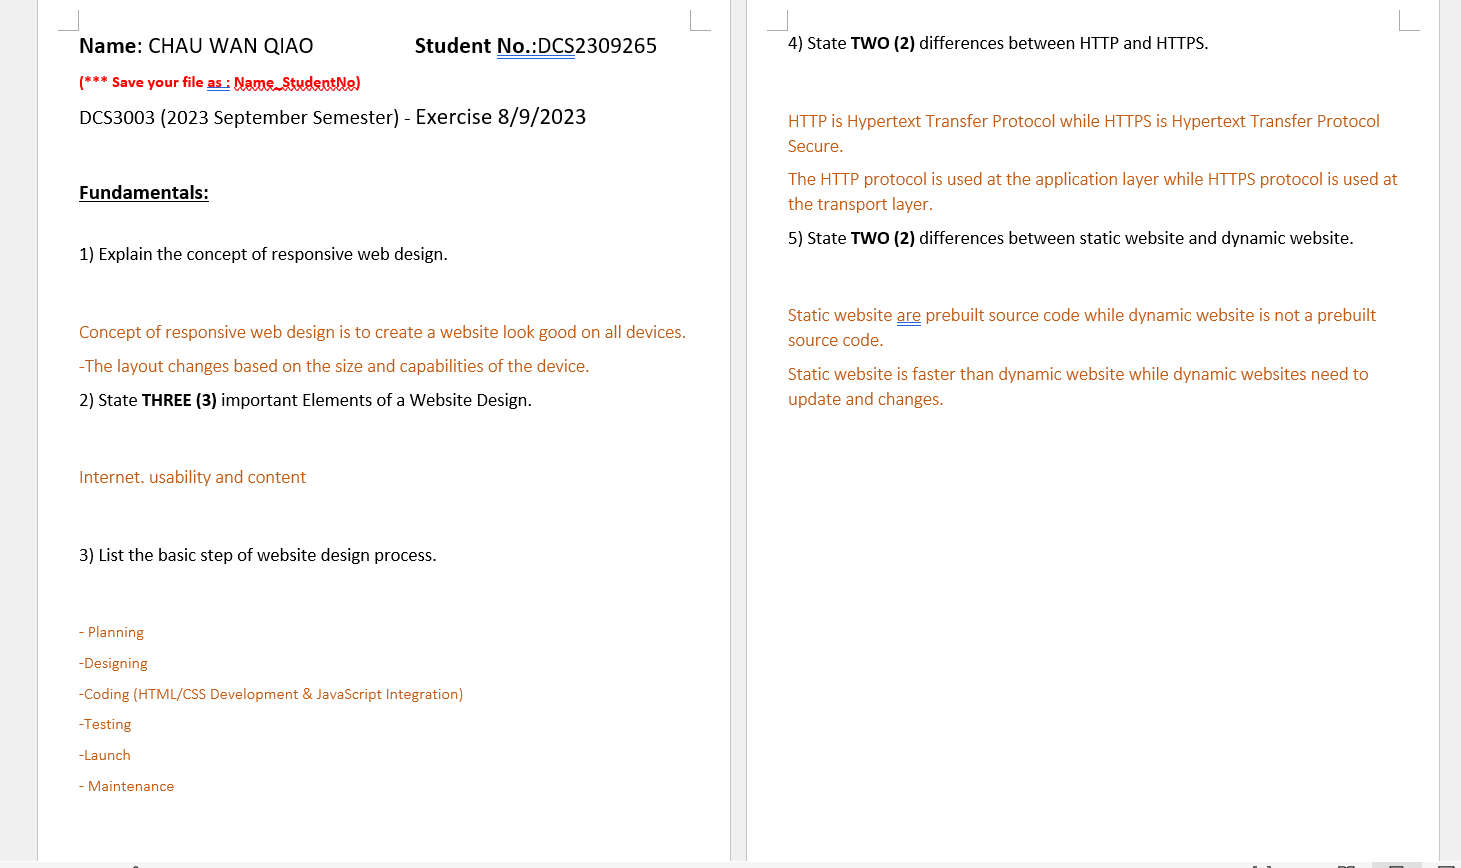 Name: CHAU WAN QIAO Student No.:DCS2309265
(*** Save your file as : Name_StudentNo)
DCS3003 (2023 September Semester) - Exercise 8/9/2023
Fundamentals:
1) Explain the concept of responsive web design.
Concept of responsive web design is to create a website look good on all devices.
-The layout changes based on the size and capabilities of the device.
2) State THREE (3) important Elements of a Website Design.
Internet. usability and content
3) List the basic step of website design process.
- Planning
-Designing
-Coding (HTML/CSS Development & JavaScript Integration)
-Testing
-Launch
- Maintenance
4) State TWO (2) differences between HTTP and HTTPS.
HTTP is Hypertext Transfer Protocol while HTTPS is Hypertext Transfer Protocol
Secure.
The HTTP protocol is used at the application layer while HTTPS protocol is used at
the transport layer.
5) State TWO (2) differences between static website and dynamic website.
Static website are prebuilt source code while dynamic website is not a prebuilt
source code.
Static website is faster than dynamic website while dynamic websites need to
update and changes.